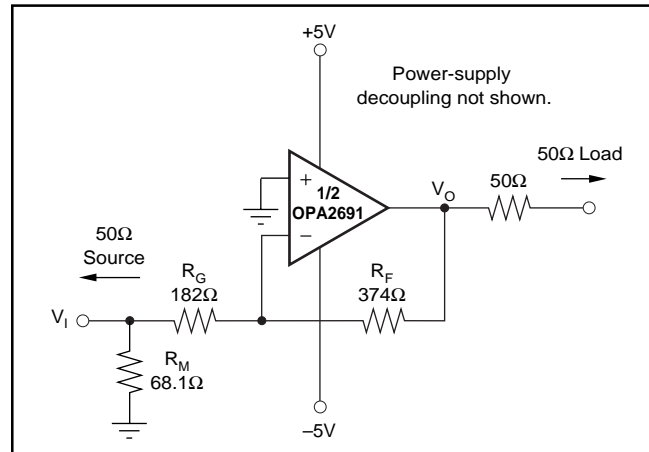 +5V
Power-supply
decoupling not shown.
50Ω Load
+
1/2
OPA2691
−
V_O
50Ω
50Ω
Source
R_G
182Ω
R_F
374Ω
V_I
R_M
68.1Ω
–5V